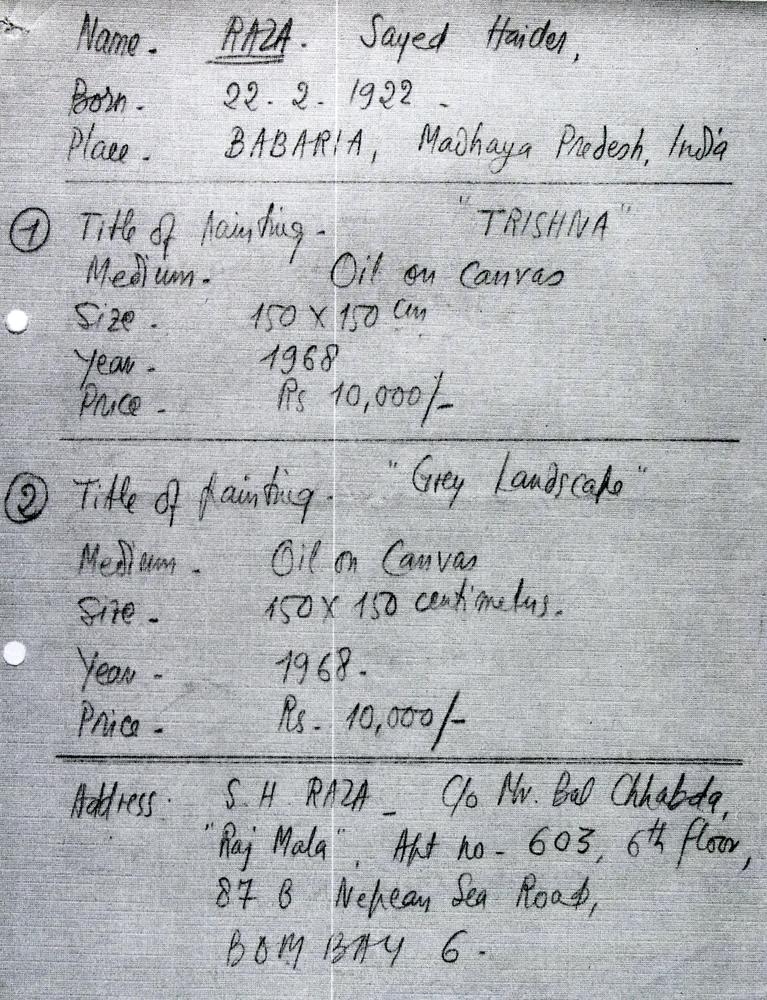 Name - RAZA. Sayed Haider,
Born - 22. 2. 1922 -
Place - BABARIA, Madhaya Pradesh, India
1 Title of painting - "TRISHNA"
Medium - Oil on Canvas
Size - 150 x 150 cm
Year - 1968
Price - Rs 10,000/-
2 Title of painting - "Grey Landscape"
Medium - Oil on Canvas
Size - 150 x 150 centimeters.
Year - 1968 -
Price - Rs. 10,000/-
Address. S. H RAZA - C/o Mr. Bal Chhabda,
"Raj Mala", Apt no - 603, 6th floor,
87 B Nepean Sea Road,
BOMBAY 6 -